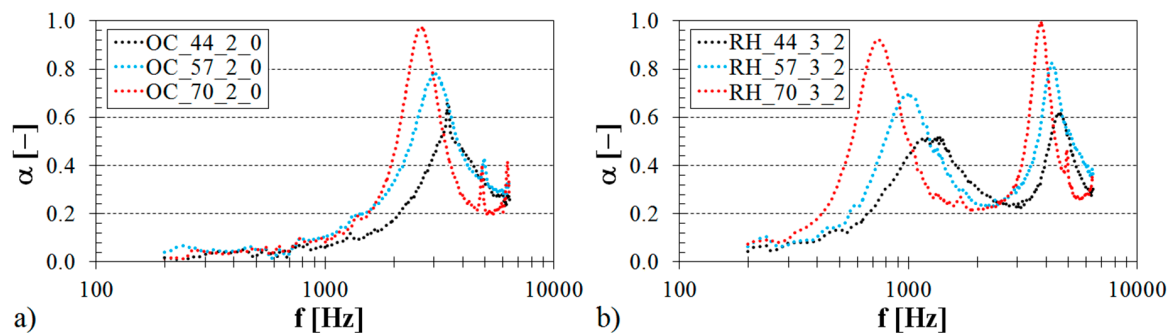 1.0
0.8
0.6
0.4
0.2
0.0
α [−]
OC_44_2_0
OC_57_2_0
OC_70_2_0
100
1000
10000
f [Hz]
a)
1.0
0.8
0.6
0.4
0.2
0.0
α [−]
RH_44_3_2
RH_57_3_2
RH_70_3_2
100
1000
10000
f [Hz]
b)